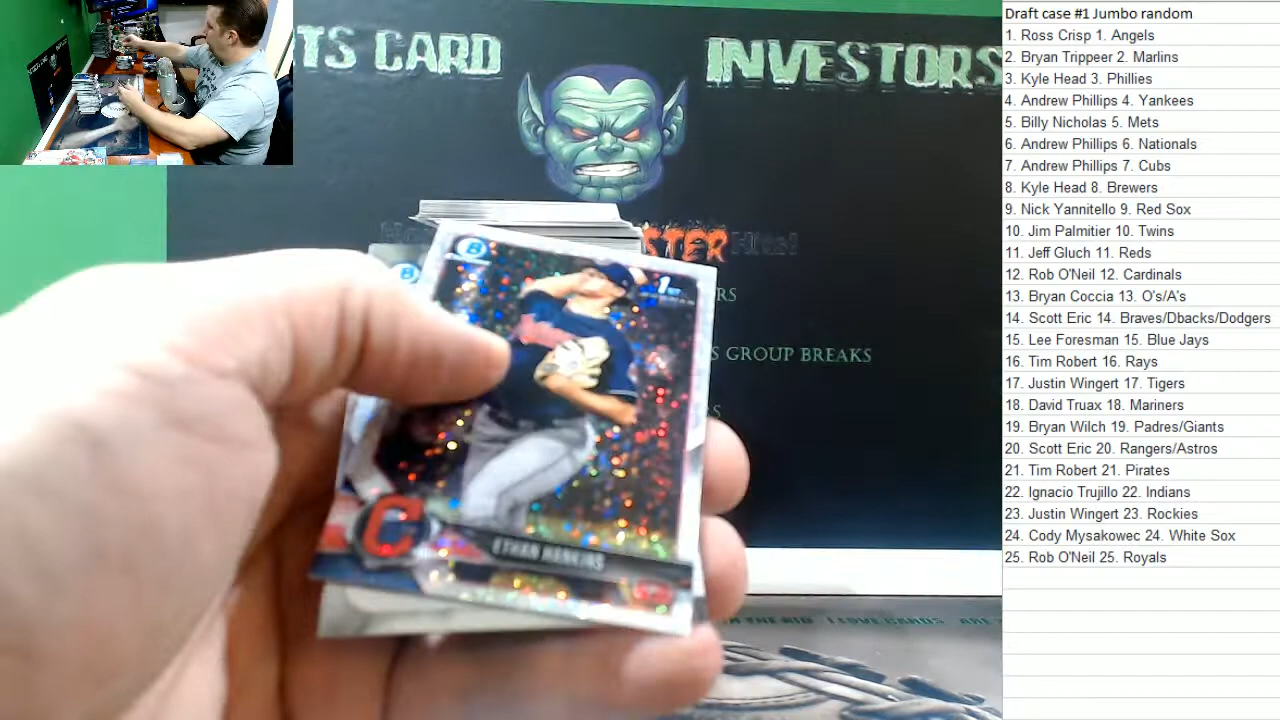 TS CARD INVESTORS
STER
RS
S GROUP BREAKS
1ST
ETHAN HANKINS
Draft case #1 Jumbo random
1. Ross Crisp 1. Angels
2. Bryan Trippeer 2. Marlins
3. Kyle Head 3. Phillies
4. Andrew Phillips 4. Yankees
5. Billy Nicholas 5. Mets
6. Andrew Phillips 6. Nationals
7. Andrew Phillips 7. Cubs
8. Kyle Head 8. Brewers
9. Nick Yannitello 9. Red Sox
10. Jim Palmitier 10. Twins
11. Jeff Gluch 11. Reds
12. Rob O'Neil 12. Cardinals
13. Bryan Coccia 13. O's/A's
14. Scott Eric 14. Braves/Dbacks/Dodgers
15. Lee Foresman 15. Blue Jays
16. Tim Robert 16. Rays
17. Justin Wingert 17. Tigers
18. David Truax 18. Mariners
19. Bryan Wilch 19. Padres/Giants
20. Scott Eric 20. Rangers/Astros
21. Tim Robert 21. Pirates
22. Ignacio Trujillo 22. Indians
23. Justin Wingert 23. Rockies
24. Cody Mysakowec 24. White Sox
25. Rob O'Neil 25. Royals